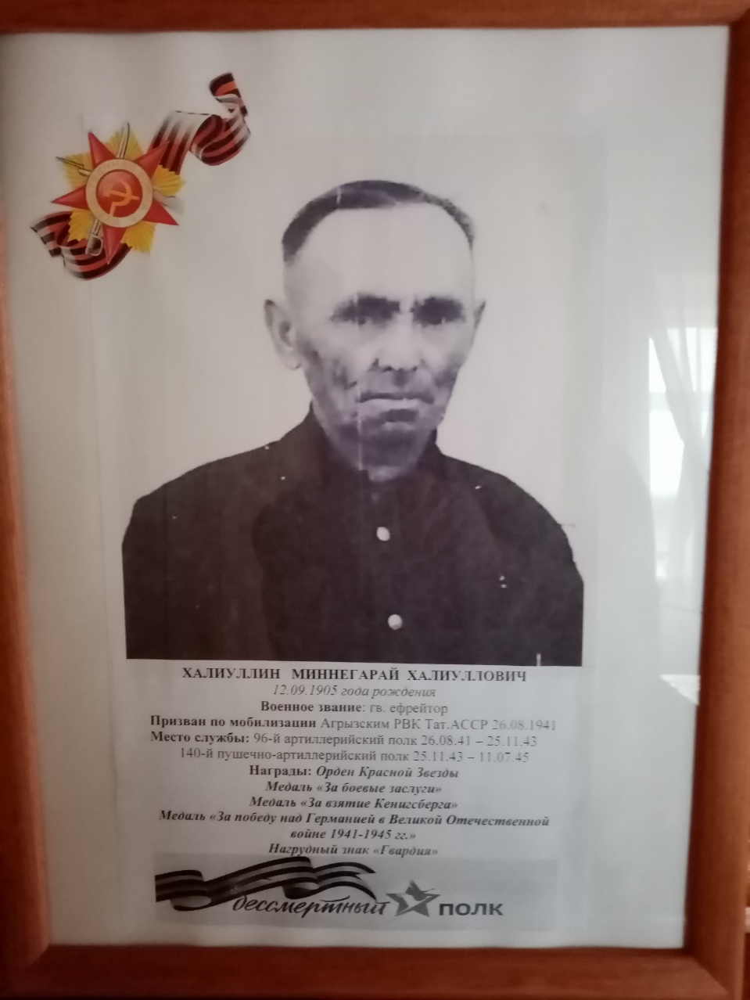 ХАЛИУЛЛИН МИННЕГАРАЙ ХАЛИУЛЛОВИЧ
12.09.1905 года рождения
Военное звание: гв. ефрейтор
Призван по мобилизации Агрызским РВК Тат.АССР 26.08.1941
Место службы: 96-й артиллерийский полк 26.08.41 – 25.11.43
140-й пушечно-артиллерийский полк 25.11.43 – 11.07.45
Награды: Орден Красной Звезды
Медаль «За боевые заслуги»
Медаль «За взятие Кенигсберга»
Медаль «За победу над Германией в Великой Отечественной
войне 1941-1945 гг.»
Нагрудный знак «Гвардия»
бессмертный ПОЛК